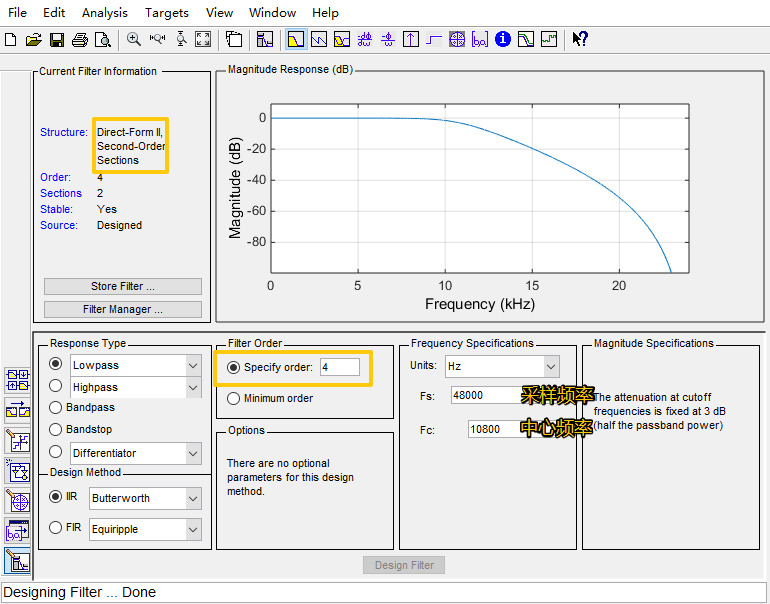 File Edit Analysis Targets View Window Help
Current Filter Information
Structure: Direct-Form II,
Second-Order
Sections
Order: 4
Sections 2
Stable: Yes
Source: Designed
Store Filter ...
Filter Manager ...
Magnitude Response (dB)
0
-20
-40
-60
-80
Magnitude (dB)
0 5 10 15 20
Frequency (kHz)
Response Type
Lowpass
Highpass
Bandpass
Bandstop
Differentiator
Design Method
IIR Butterworth
FIR Equiripple
Filter Order
Specify order: 4
Minimum order
Options
There are no optional
parameters for this design
method.
Frequency Specifications
Units: Hz
Fs: 48000 采样频率
Fc: 10800 中心频率
Magnitude Specifications
The attenuation at cutoff
frequencies is fixed at 3 dB
(half the passband power)
Design Filter
Designing Filter ... Done